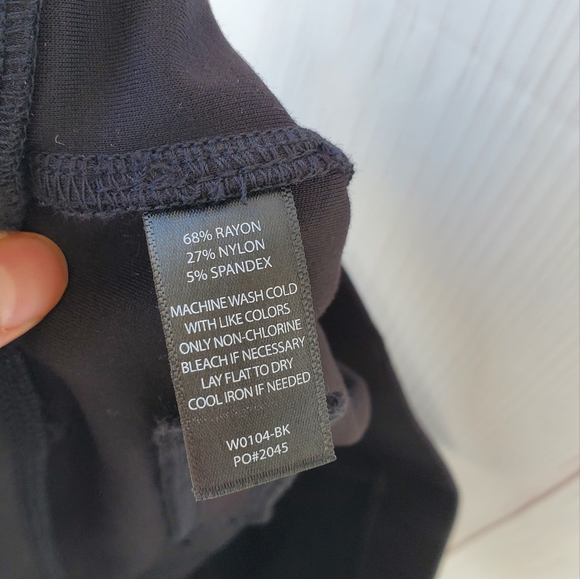 68% RAYON
27% NYLON
5% SPANDEX
MACHINE WASH COLD
WITH LIKE COLORS
ONLY NON-CHLORINE
BLEACH IF NECESSARY
LAY FLAT TO DRY
COOL IRON IF NEEDED
W0104-BK
PO#2045